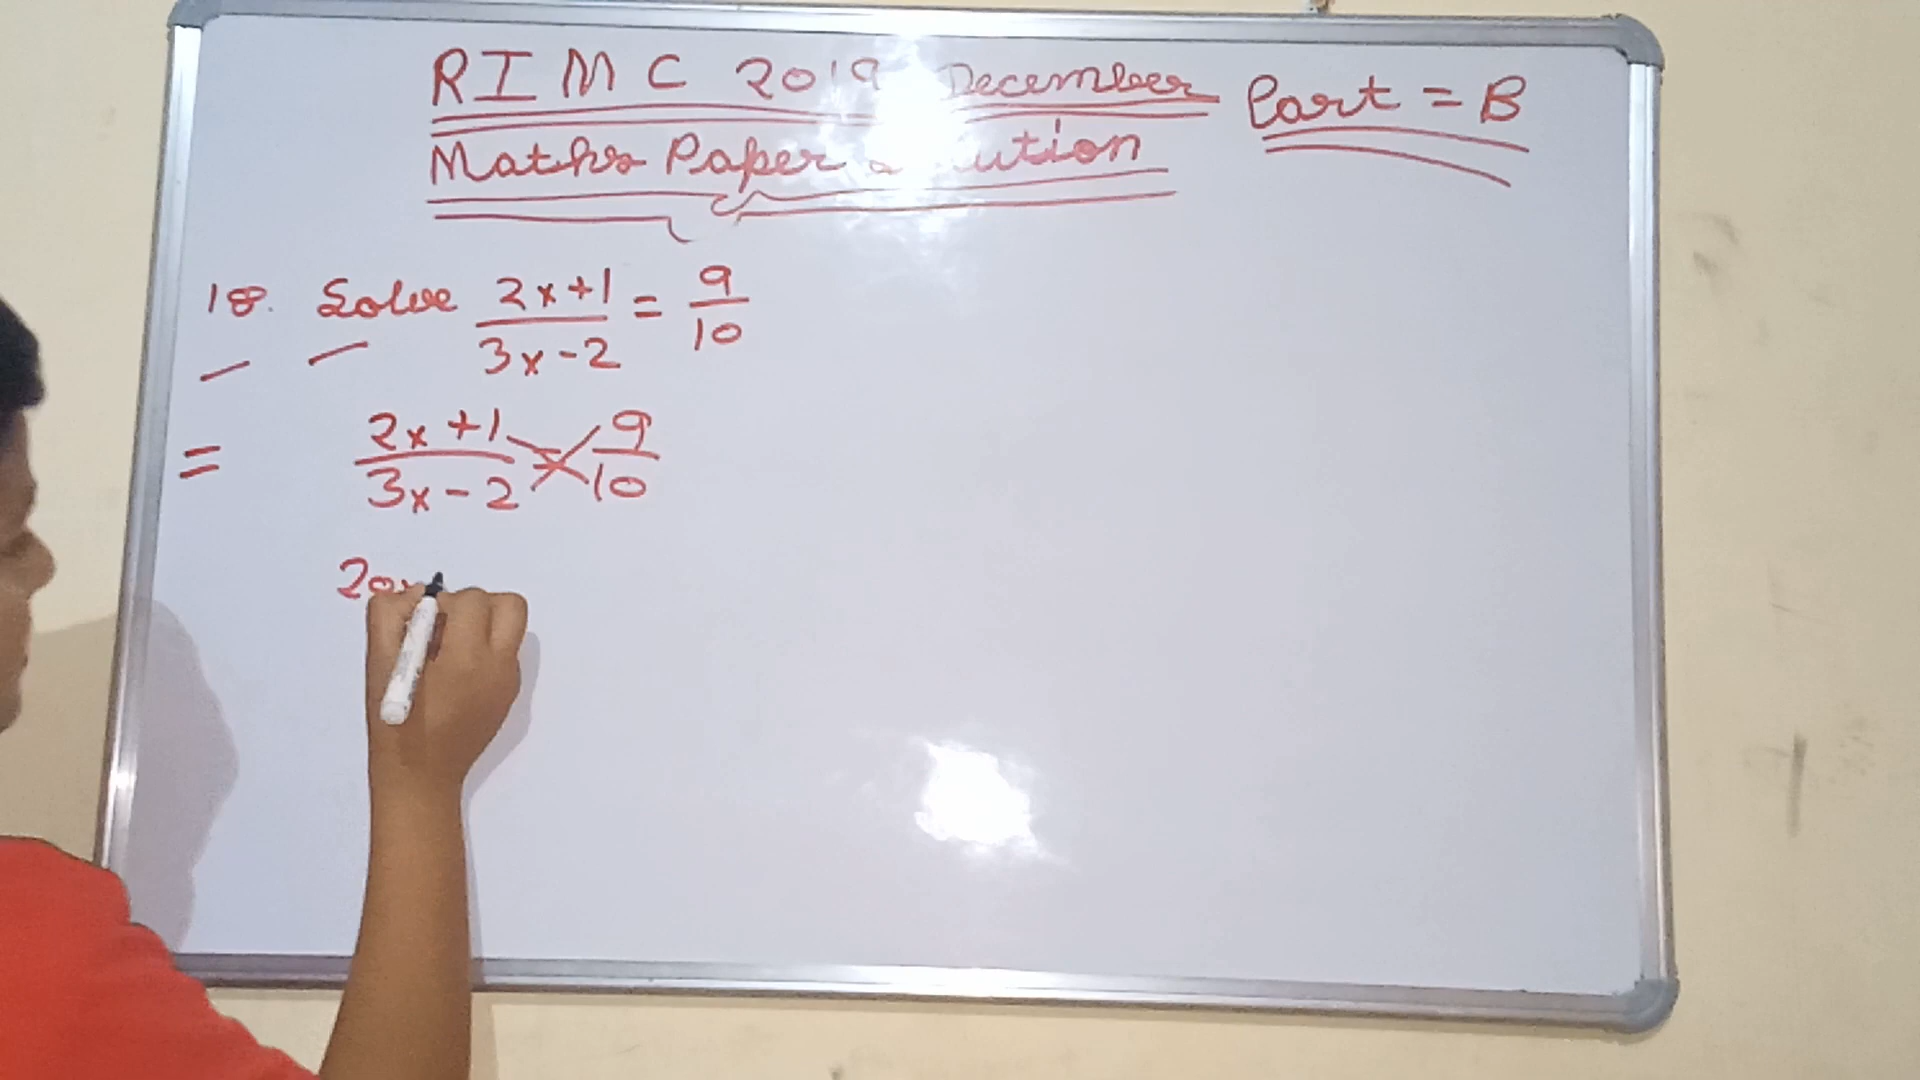 RIMC 2019 December Part = B
Maths Paper
18. Solve 2x+1/3x-2 = 9/10
= 2x+1/3x-2 = 9/10
20x